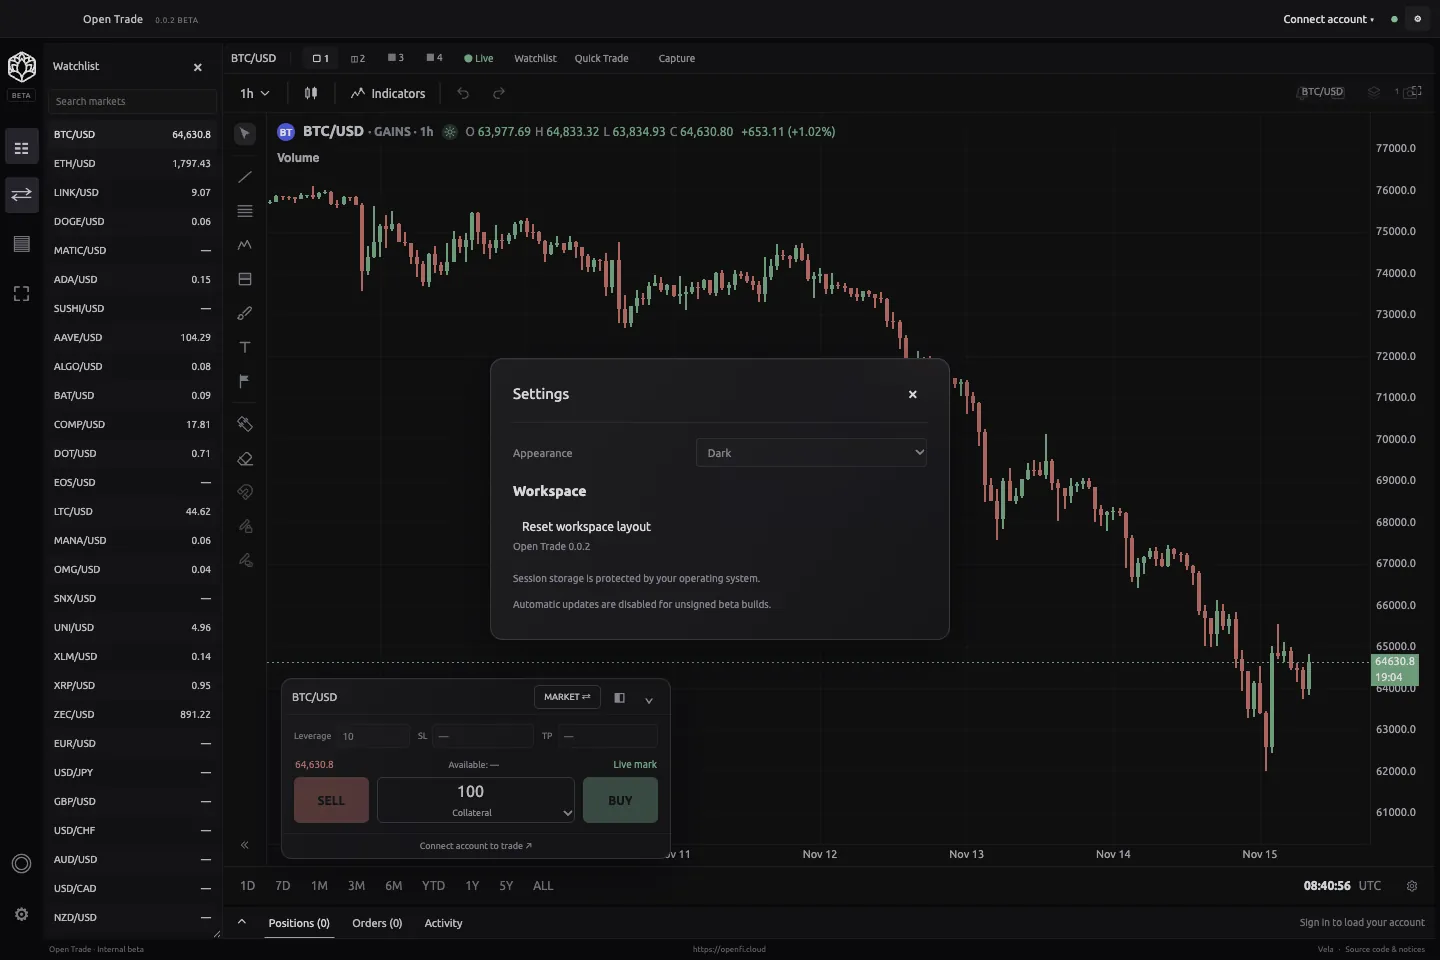 Open Trade 0.0.2 BETA
Connect account
BETA
Watchlist
Search markets
BTC/USD 64,630.8
ETH/USD 1,797.43
LINK/USD 9.07
DOGE/USD 0.06
MATIC/USD —
ADA/USD 0.15
SUSHI/USD —
AAVE/USD 104.29
ALGO/USD 0.08
BAT/USD 0.09
COMP/USD 17.81
DOT/USD 0.71
EOS/USD —
LTC/USD 44.62
MANA/USD 0.06
OMG/USD 0.04
SNX/USD —
UNI/USD 4.96
XLM/USD 0.14
XRP/USD 0.95
ZEC/USD 891.22
EUR/USD —
USD/JPY —
GBP/USD —
USD/CHF —
AUD/USD —
USD/CAD —
NZD/USD —
BTC/USD 1 2 3 4 Live Watchlist Quick Trade Capture
1h Indicators
BTC/USD 1
BT BTC/USD · GAINS · 1h O 63,977.69 H 64,833.32 L 63,834.93 C 64,630.80 +653.11 (+1.02%)
Volume
77000.0
76000.0
75000.0
74000.0
73000.0
72000.0
71000.0
70000.0
69000.0
68000.0
67000.0
66000.0
65000.0
64630.8
19:04
64000.0
63000.0
62000.0
61000.0
Settings
Appearance Dark
Workspace
Reset workspace layout
Open Trade 0.0.2
Session storage is protected by your operating system.
Automatic updates are disabled for unsigned beta builds.
BTC/USD MARKET ⇄
Leverage 10 SL — TP —
64,630.8 Available: — Live mark
SELL 100 BUY
Collateral
Connect account to trade ↗
11 Nov 12 Nov 13 Nov 14 Nov 15
1D 7D 1M 3M 6M YTD 1Y 5Y ALL 08:40:56 UTC
Positions (0) Orders (0) Activity Sign in to load your account
Open Trade · Internal beta https://openfi.cloud Vela · Source code & notices